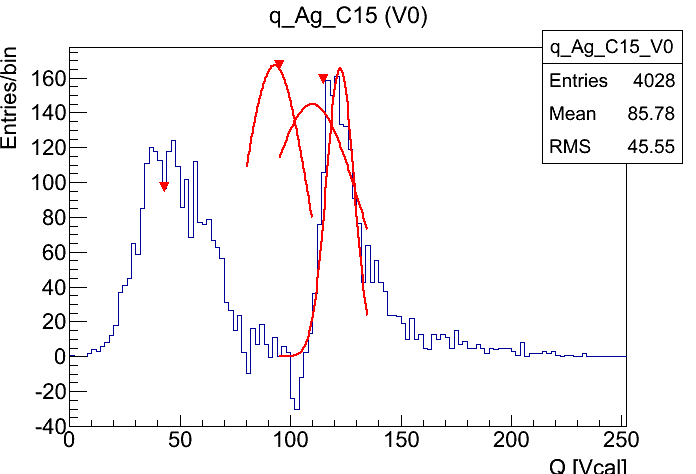 q_Ag_C15 (V0)
q_Ag_C15_V0
Entries 4028
Mean 85.78
RMS 45.55
Entries/bin
160
140
120
100
80
60
40
20
0
-20
-40
0 50 100 150 200 250
Q [Vcal]